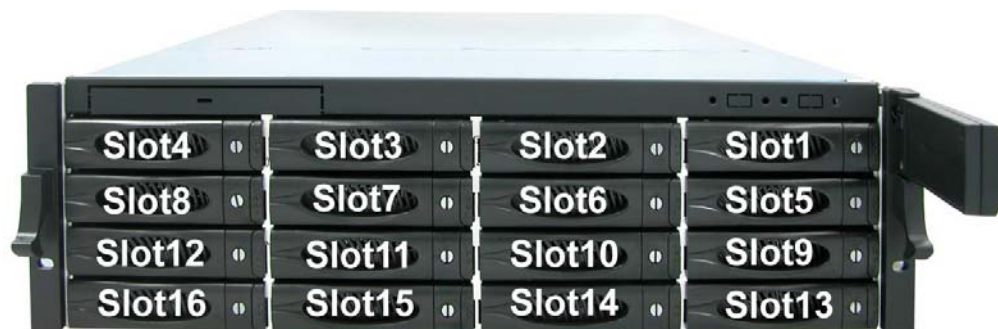 Slot4 Slot3 Slot2 Slot1
Slot8 Slot7 Slot6 Slot5
Slot12 Slot11 Slot10 Slot9
Slot16 Slot15 Slot14 Slot13